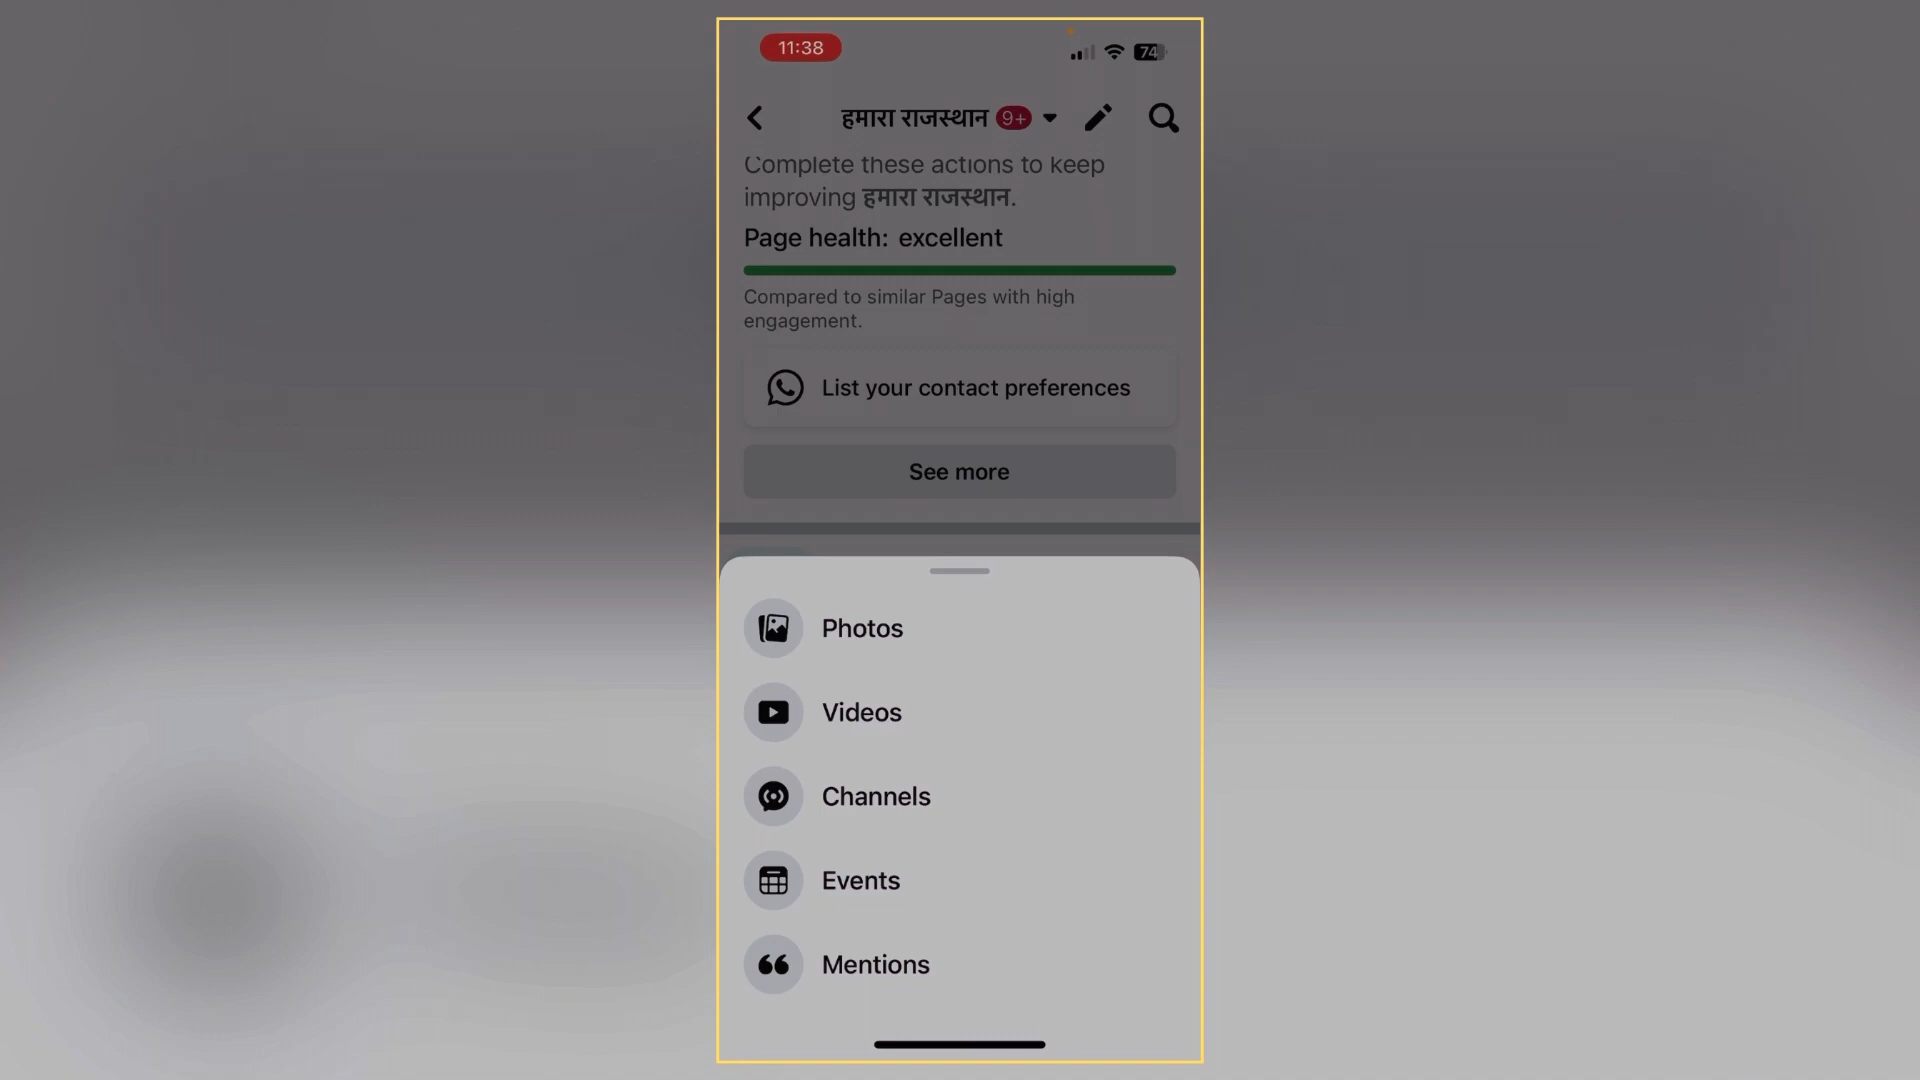 11:38
74
हमारा राजस्थान 9+
Complete these actions to keep
improving हमारा राजस्थान.
Page health: excellent
Compared to similar Pages with high
engagement.
List your contact preferences
See more
Photos
Videos
Channels
Events
Mentions